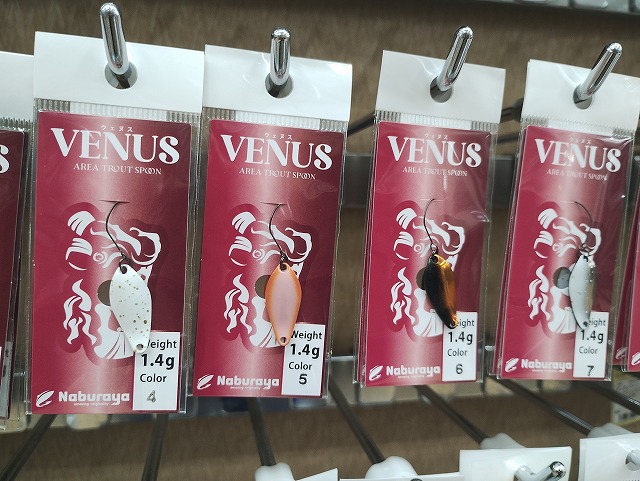 ヴェヌス
VENUS
AREA TROUT SPOON
Weight
1.4g
Color
4
Naburaya
ヴェヌス
VENUS
AREA TROUT SPOON
Weight
1.4g
Color
5
Naburaya
ヴェヌス
VENUS
AREA TROUT SPOON
Weight
1.4g
Color
6
Naburaya
ヴェヌス
VENUS
AREA TROUT SPOON
Weight
1.4g
Color
7
Naburaya